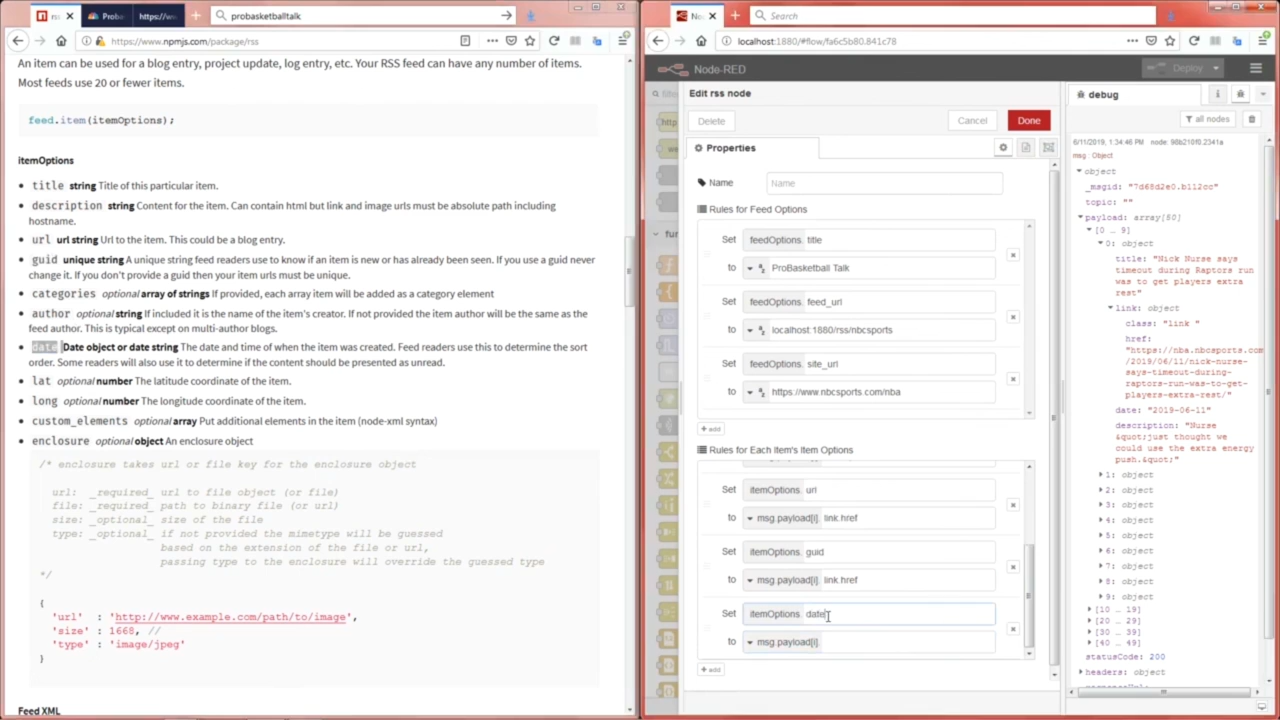 rss
Prob
https://ww
probasketballtalk
https://www.npmjs.com/package/rss
An item can be used for a blog entry, project update, log entry, etc. Your RSS feed can have any number of items.
Most feeds use 20 or fewer items.
feed.item(itemOptions);
itemOptions
title string Title of this particular item.
description string Content for the item. Can contain html but link and image urls must be absolute path including
hostname.
url url string Url to the item. This could be a blog entry.
guid unique string A unique string feed readers use to know if an item is new or has already been seen. If you use a guid never
change it. If you don't provide a guid then your item urls must be unique.
categories optional array of strings If provided, each array item will be added as a category element
author optional string If included it is the name of the item's creator. If not provided the item author will be the same as the
feed author. This is typical except on multi-author blogs.
date Date object or date string The date and time of when the item was created. Feed readers use this to determine the sort
order. Some readers will also use it to determine if the content should be presented as unread.
lat optional number The latitude coordinate of the item.
long optional number The longitude coordinate of the item.
custom_elements optional array Put additional elements in the item (node-xml syntax)
enclosure optional object An enclosure object
/* enclosure takes url or file key for the enclosure object
url: _required_ url to file object (or file)
file: _required_ path to binary file (or url)
size: _optional_ size of the file
type: _optional_ if not provided the mimetype will be guessed
based on the extension of the file or url,
passing type to the enclosure will override the guessed type
*/
{
'url' : 'http://www.example.com/path/to/image',
'size' : 1668, //
'type' : 'image/jpeg'
}
Feed XML
Nod
Search
localhost:1880/#flow/fa6c5b80.841c78
Node-RED
Deploy
Edit rss node
Delete
Cancel
Done
Properties
Name
Name
Rules for Feed Options
Set
feedOptions. title
to
ProBasketball Talk
feedOptions. feed_url
Set
to
localhost:1880/rss/nbcsports
Set
feedOptions. site_url
to
https://www.nbcsports.com/nba
add
Rules for Each Item's Item Options
Set
itemOptions. url
to
msg.payload[i]. link.href
Set
itemOptions. guid
to
msg.payload[i]. link.href
Set
itemOptions. date
to
msg.payload[i].
add
debug
all nodes
6/11/2019, 1:34:46 PM node: 98b210f0.2341a
msg : Object
object
_msgid: "7d68d2e0.b112cc"
topic: ""
payload: array[50]
[0 … 9]
0: object
title: "Nick Nurse says
timeout during Raptors run
was to get players extra
rest"
link: object
class: "link "
href:
"https://nba.nbcsports.com
/2019/06/11/nick-nurse-
says-timeout-during-
raptors-run-was-to-get-
players-extra-rest/"
date: "2019-06-11"
description: "Nurse
&quot;just thought we
could use the extra energy
push.&quot;"
1: object
2: object
3: object
4: object
5: object
6: object
7: object
8: object
9: object
[10 … 19]
[20 … 29]
[30 … 39]
[40 … 49]
statusCode: 200
headers: object